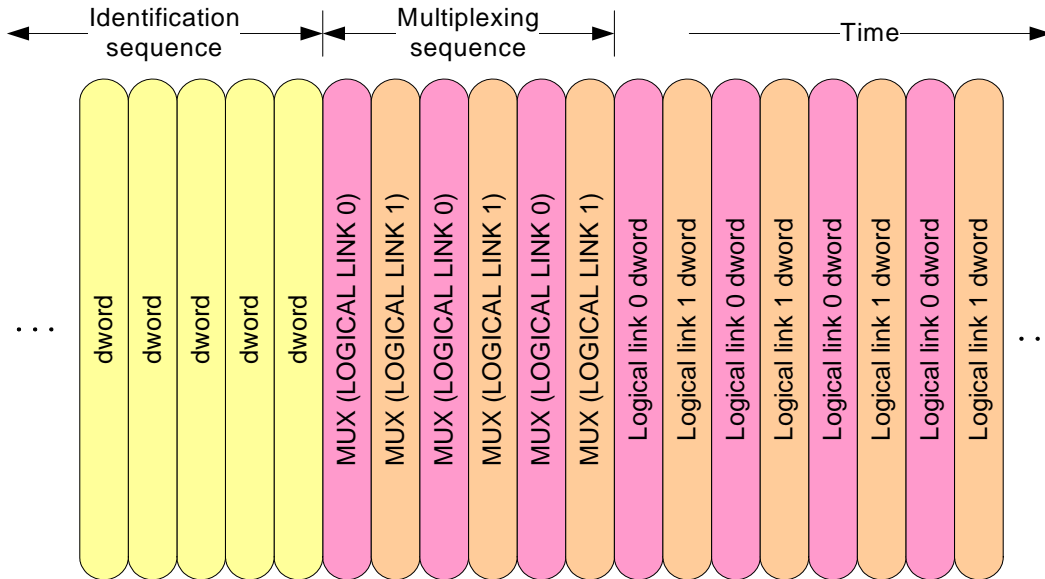 Identification
sequence
Multiplexing
sequence
Time
. . .
dword
dword
dword
dword
dword
MUX (LOGICAL LINK 0)
MUX (LOGICAL LINK 1)
MUX (LOGICAL LINK 0)
MUX (LOGICAL LINK 1)
MUX (LOGICAL LINK 0)
MUX (LOGICAL LINK 1)
Logical link 0 dword
Logical link 1 dword
Logical link 0 dword
Logical link 1 dword
Logical link 0 dword
Logical link 1 dword
Logical link 0 dword
Logical link 1 dword
. . .